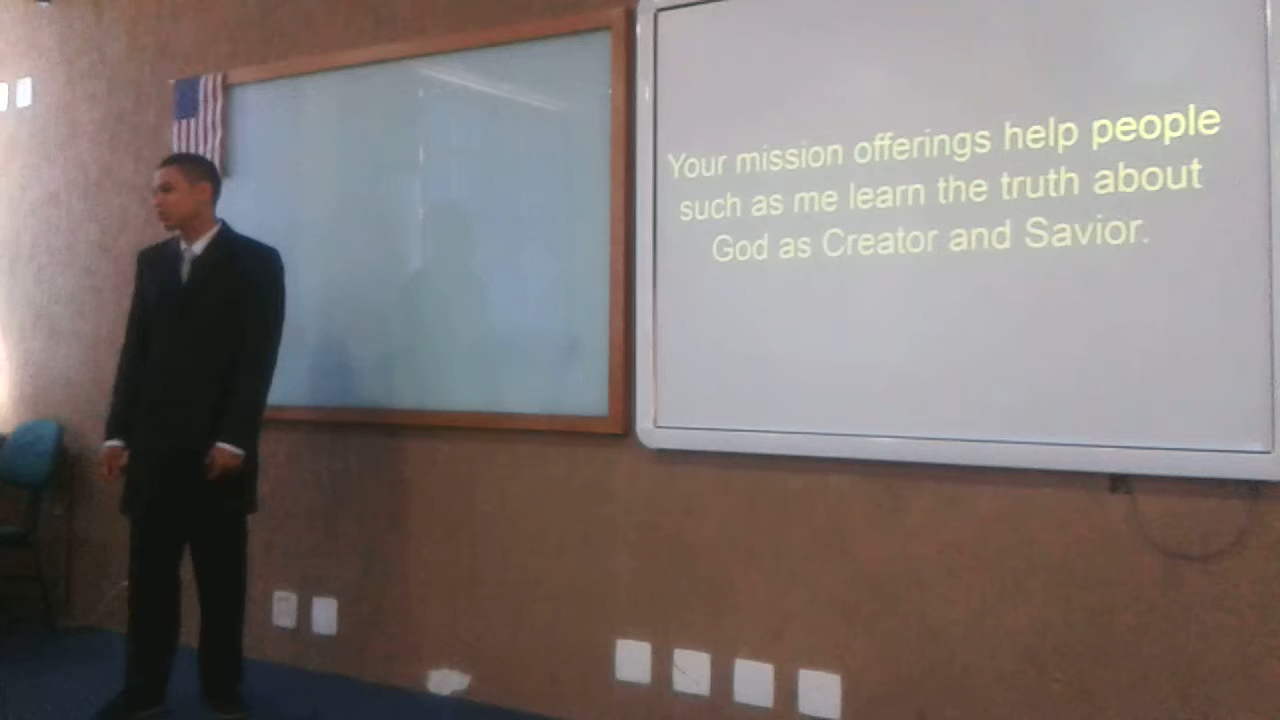 Your mission offerings help people
such as me learn the truth about
God as Creator and Savior.